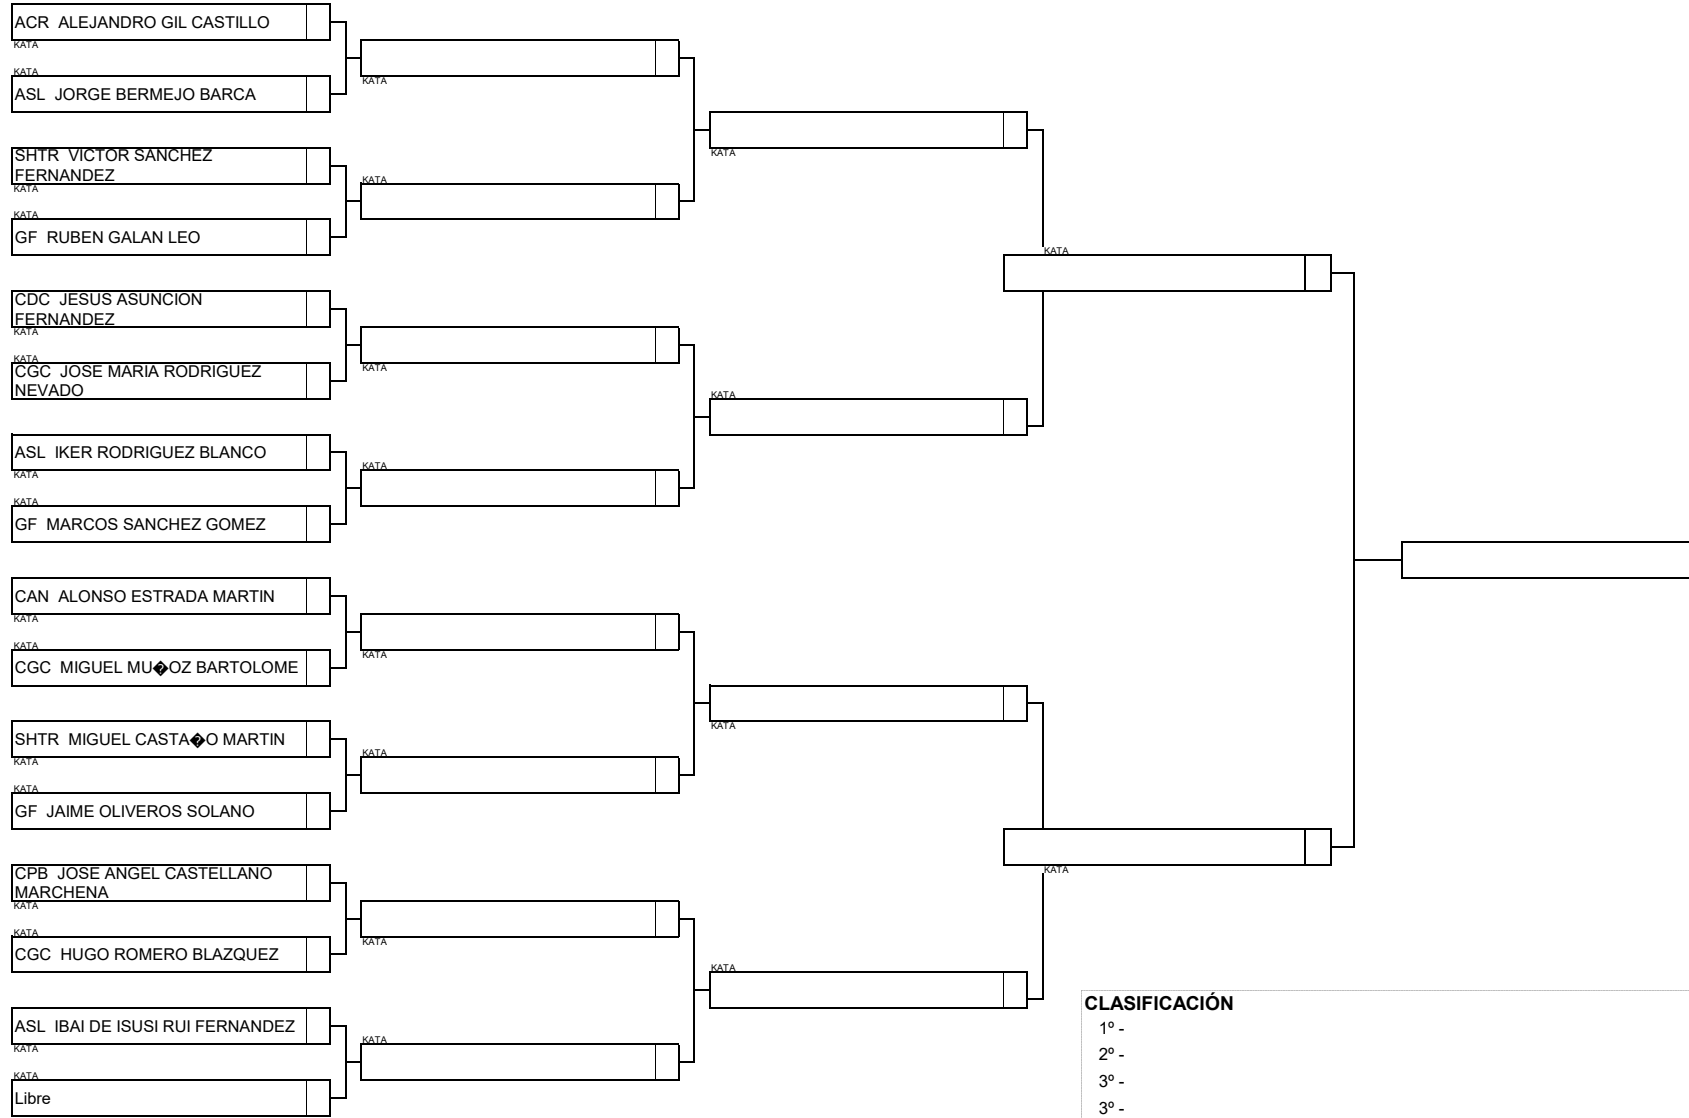 ACR  ALEJANDRO GIL CASTILLO
KATA
KATA
ASL  JORGE BERMEJO BARCA
SHTR  VICTOR SANCHEZ
FERNANDEZ
KATA
KATA
GF  RUBEN GALAN LEO
CDC  JESUS ASUNCION
FERNANDEZ
KATA
KATA
CGC  JOSE MARIA RODRIGUEZ
NEVADO
ASL  IKER RODRIGUEZ BLANCO
KATA
KATA
GF  MARCOS SANCHEZ GOMEZ
CAN  ALONSO ESTRADA MARTIN
KATA
KATA
CGC  MIGUEL MU�OZ BARTOLOME
SHTR  MIGUEL CASTA�O MARTIN
KATA
KATA
GF  JAIME OLIVEROS SOLANO
CPB  JOSE ANGEL CASTELLANO
MARCHENA
KATA
KATA
CGC  HUGO ROMERO BLAZQUEZ
ASL  IBAI DE ISUSI RUI FERNANDEZ
KATA
KATA
Libre
KATA
KATA
KATA
KATA
KATA
KATA
KATA
KATA
KATA
KATA
KATA
KATA
KATA
KATA
CLASIFICACIÓN
1º -
2º -
3º -
3º -